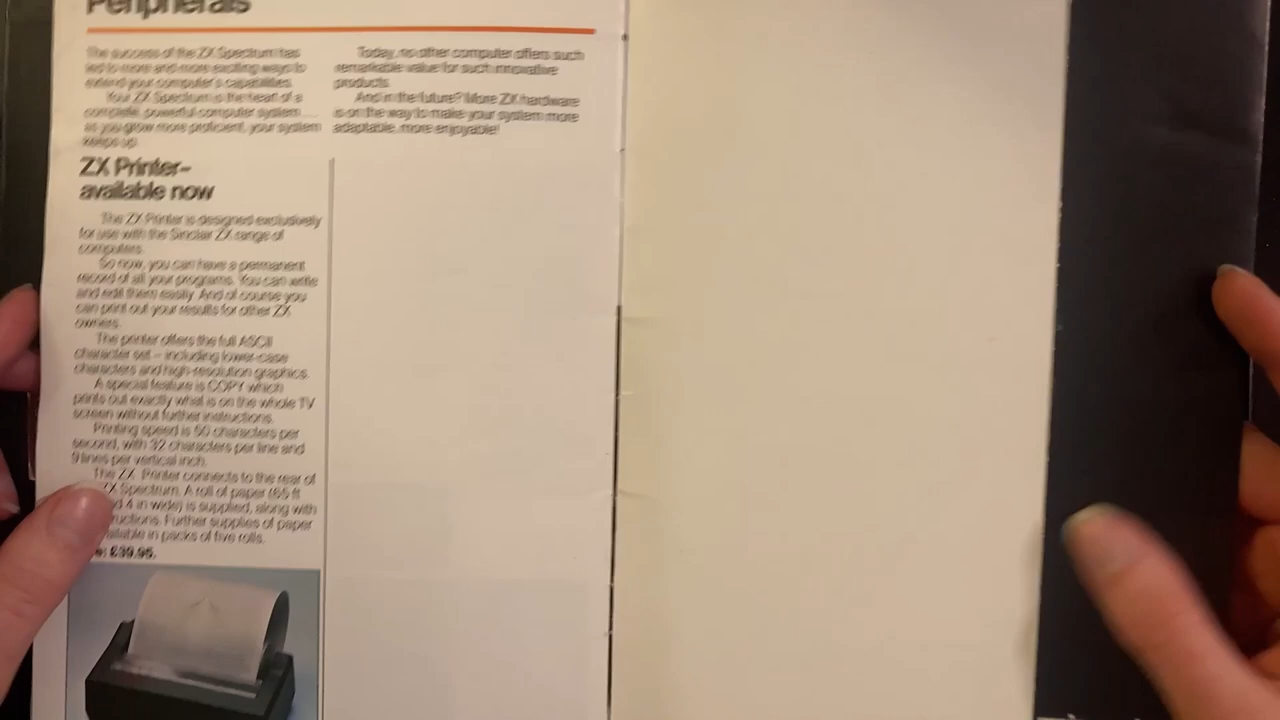 Peripherals
The success of the ZX Spectrum has
led to more and more exciting ways to
extend your computer's capabilities.
Your ZX Spectrum is the heart of a
complete, powerful computer system ...
as you grow more proficient, your system
keeps up.
Today, no other computer offers such
remarkable value for such innovative
products.
And in the future? More ZX hardware
is on the way to make your system more
adaptable, more enjoyable!
ZX Printer–
available now
The ZX Printer is designed exclusively
for use with the Sinclair ZX range of
computers.
So now, you can have a permanent
record of all your programs. You can write
and edit them easily. And of course you
can print out your results for other ZX
owners.
The printer offers the full ASCII
character set – including lower-case
characters and high-resolution graphics.
A special feature is COPY which
prints out exactly what is on the whole TV
screen without further instructions.
Printing speed is 50 characters per
second, with 32 characters per line and
9 lines per vertical inch.
The ZX Printer connects to the rear of
ZX Spectrum. A roll of paper (65 ft
4 in wide) is supplied, along with
Further supplies of paper
in packs of five rolls.
£39.95.